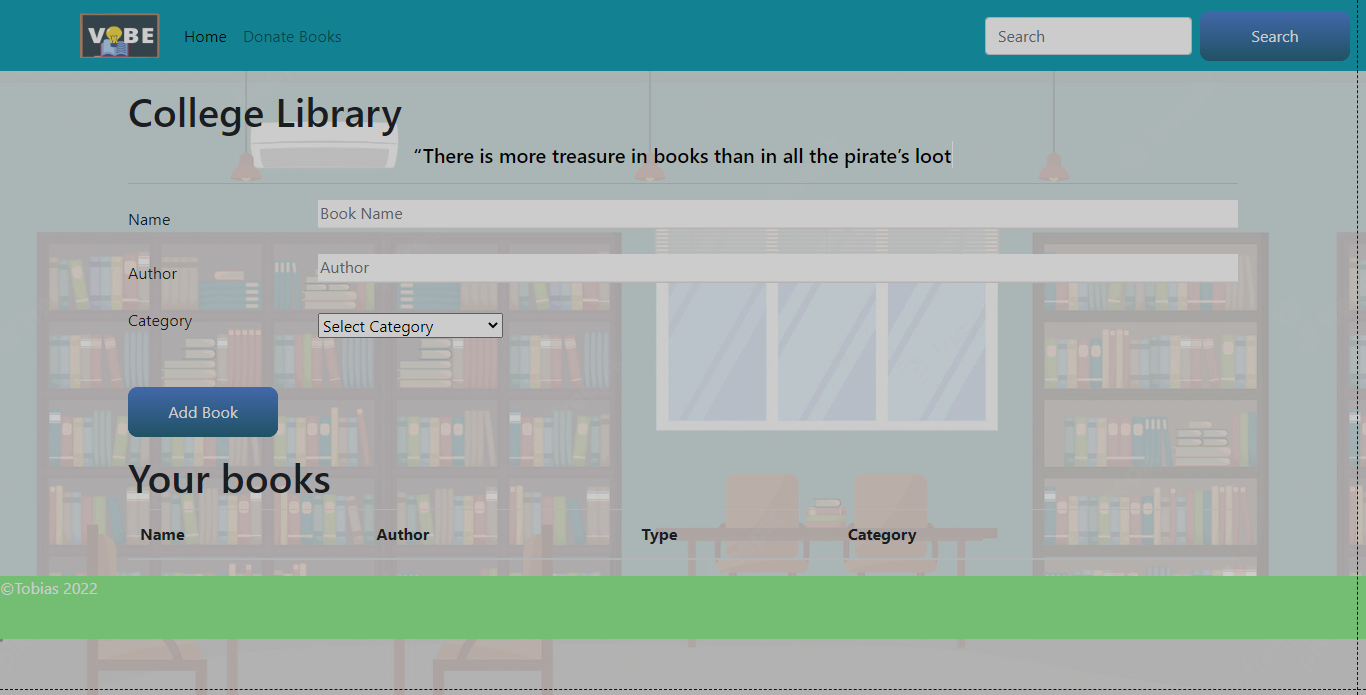 VOBE
Home
Donate Books
Search
Search
College Library
“There is more treasure in books than in all the pirate’s loot
Name
Book Name
Author
Author
Category
Select Category
Add Book
Your books
Name Author Type Category
©Tobias 2022